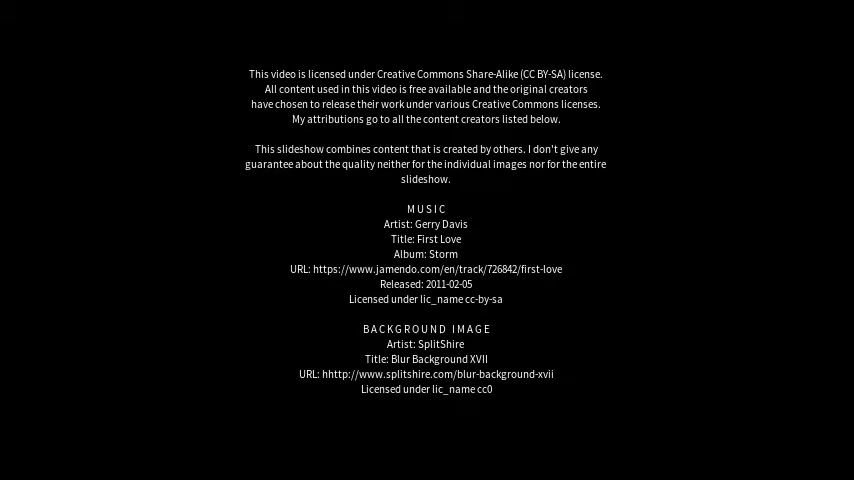 This video is licensed under Creative Commons Share-Alike (CC BY-SA) license.
All content used in this video is free available and the original creators
have chosen to release their work under various Creative Commons licenses.
My attributions go to all the content creators listed below.
This slideshow combines content that is created by others. I don't give any
guarantee about the quality neither for the individual images nor for the entire
slideshow.
MUSIC
Artist: Gerry Davis
Title: First Love
Album: Storm
URL: https://www.jamendo.com/en/track/726842/first-love
Released: 2011-02-05
Licensed under lic_name cc-by-sa
BACKGROUND IMAGE
Artist: SplitShire
Title: Blur Background XVII
URL: hhttp://www.splitshire.com/blur-background-xvii
Licensed under lic_name cc0